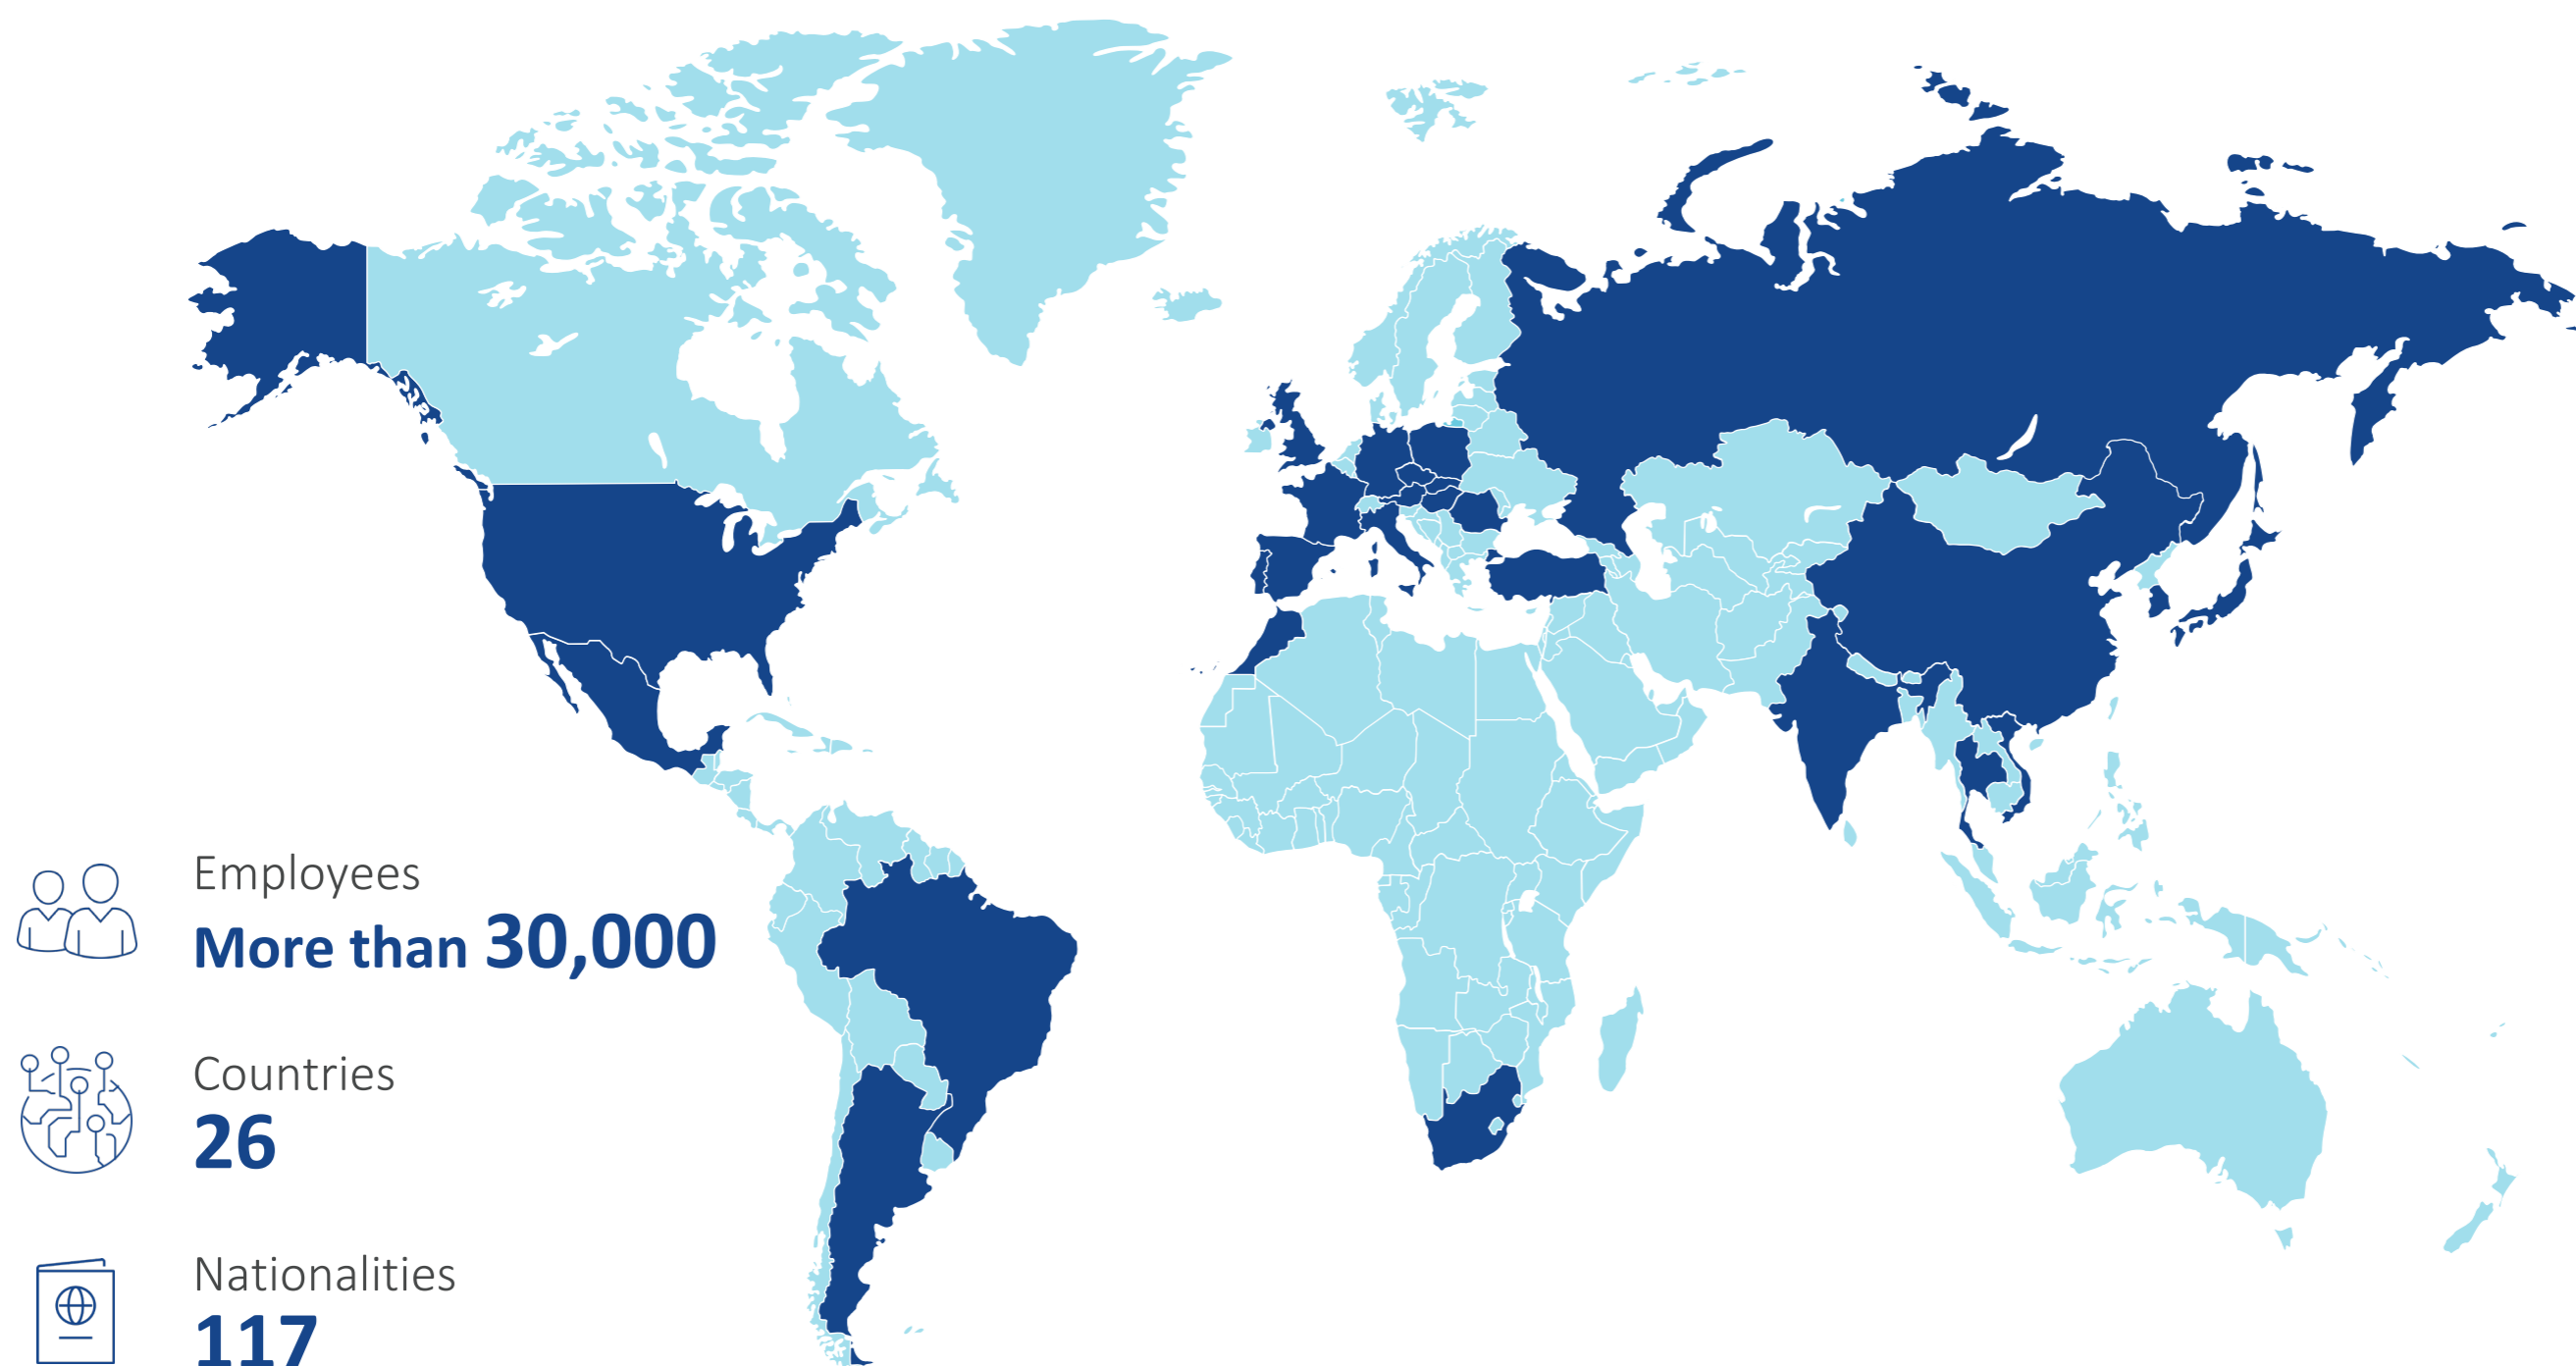 Employees
More than 30,000
Countries
26
Nationalities
117